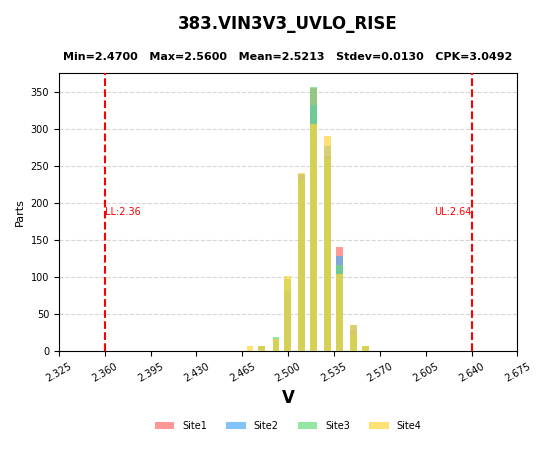 383.VIN3V3_UVLO_RISE
Min=2.4700 Max=2.5600 Mean=2.5213 Stdev=0.0130 CPK=3.0492
350
300
250
200
150
100
50
0
Parts
LL:2.36
UL:2.64
2.325
2.360
2.395
2.430
2.465
2.500
2.535
2.570
2.605
2.640
2.675
V
Site1 Site2 Site3 Site4